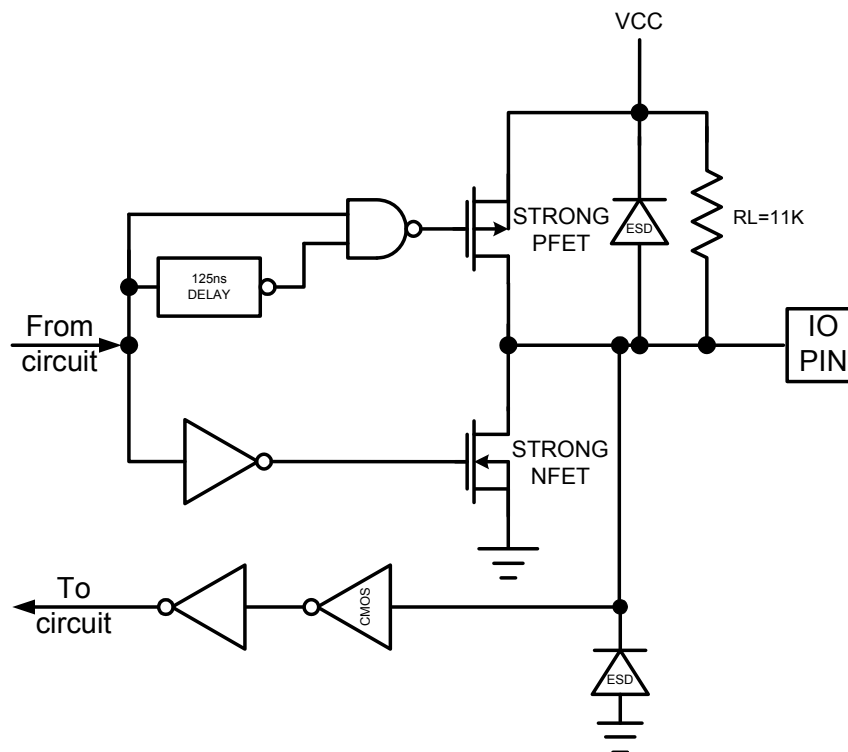 VCC
STRONG
PFET
ESD
RL=11K
125ns
DELAY
From
circuit
IO
PIN
STRONG
NFET
To
circuit
CMOS
ESD